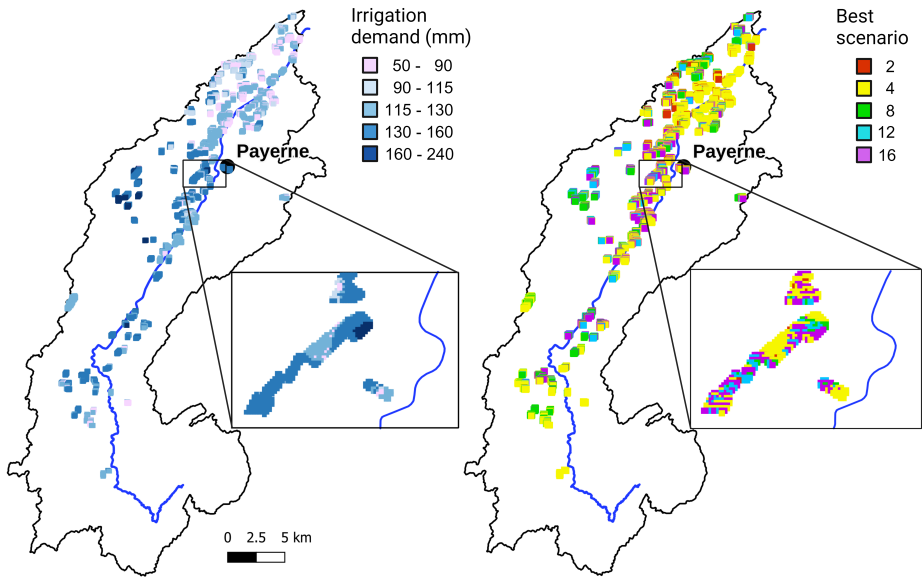 Irrigation
demand (mm)
50 - 90
90 - 115
115 - 130
130 - 160
160 - 240
Payerne
0 2.5 5 km
Best
scenario
2
4
8
12
16
Payerne